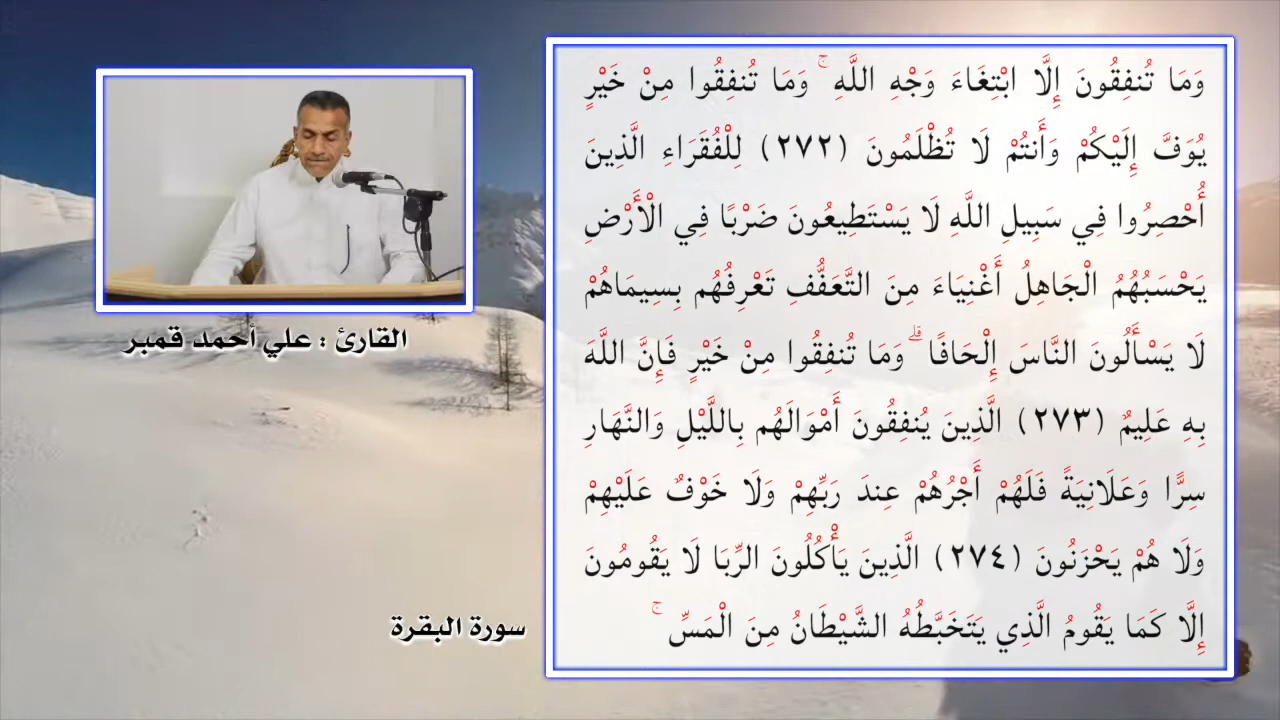 وَمَا تُنفِقُونَ إِلَّا ابْتِغَاءَ وَجْهِ اللَّهِ ۚ وَمَا تُنفِقُوا مِنْ خَيْرٍ
يُوَفَّ إِلَيْكُمْ وَأَنتُمْ لَا تُظْلَمُونَ (٢٧٢) لِلْفُقَرَاءِ الَّذِينَ
أُحْصِرُوا فِي سَبِيلِ اللَّهِ لَا يَسْتَطِيعُونَ ضَرْبًا فِي الْأَرْضِ
يَحْسَبُهُمُ الْجَاهِلُ أَغْنِيَاءَ مِنَ التَّعَفُّفِ تَعْرِفُهُم بِسِيمَاهُمْ
لَا يَسْأَلُونَ النَّاسَ إِلْحَافًا ۗ وَمَا تُنفِقُوا مِنْ خَيْرٍ فَإِنَّ اللَّهَ
بِهِ عَلِيمٌ (٢٧٣) الَّذِينَ يُنفِقُونَ أَمْوَالَهُم بِاللَّيْلِ وَالنَّهَارِ
سِرًّا وَعَلَانِيَةً فَلَهُمْ أَجْرُهُمْ عِندَ رَبِّهِمْ وَلَا خَوْفٌ عَلَيْهِمْ
وَلَا هُمْ يَحْزَنُونَ (٢٧٤) الَّذِينَ يَأْكُلُونَ الرِّبَا لَا يَقُومُونَ
إِلَّا كَمَا يَقُومُ الَّذِي يَتَخَبَّطُهُ الشَّيْطَانُ مِنَ الْمَسِّ ۚ
القارئ : علي أحمد قمبر
سورة البقرة